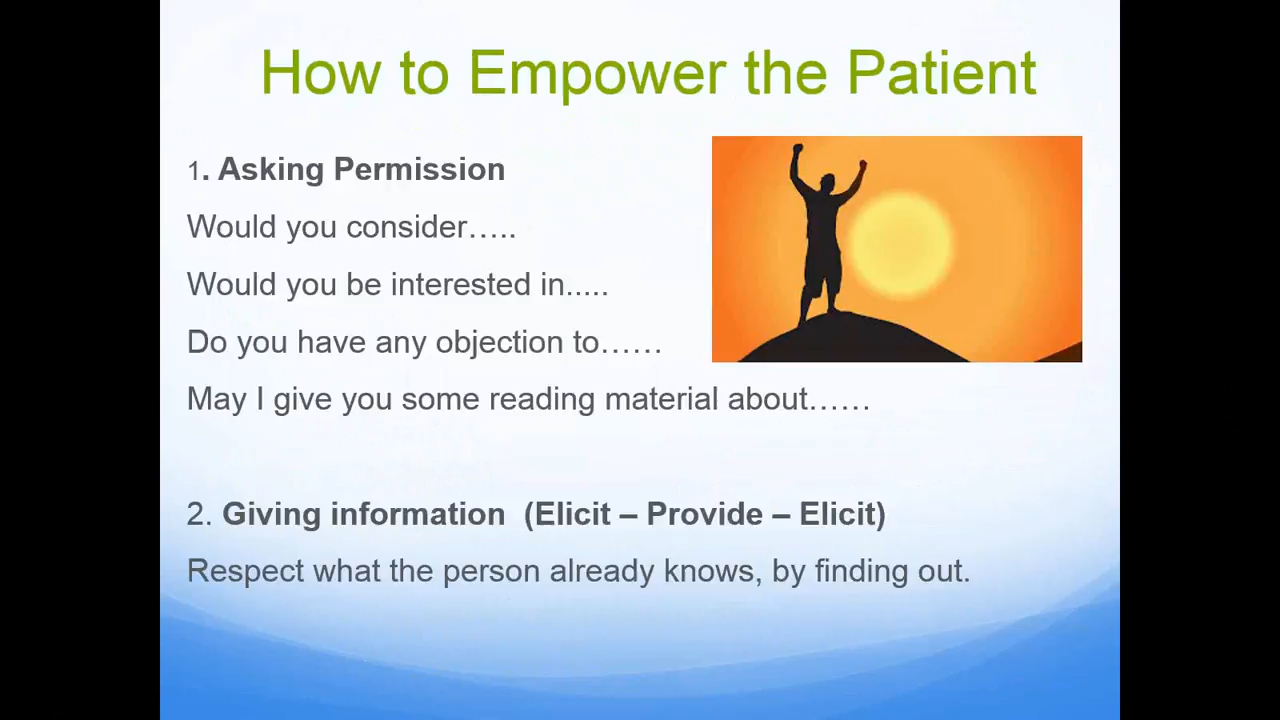 How to Empower the Patient
1. Asking Permission
Would you consider…..
Would you be interested in.....
Do you have any objection to……
May I give you some reading material about……
2. Giving information  (Elicit – Provide – Elicit)
Respect what the person already knows, by finding out.